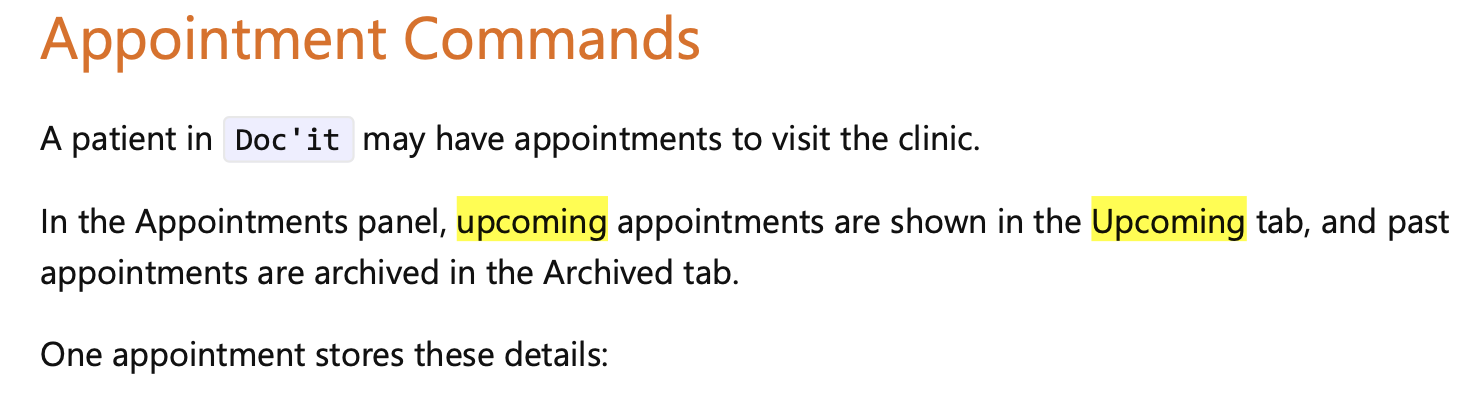 Appointment Commands
A patient in Doc'it may have appointments to visit the clinic.
In the Appointments panel, upcoming appointments are shown in the Upcoming tab, and past
appointments are archived in the Archived tab.
One appointment stores these details: